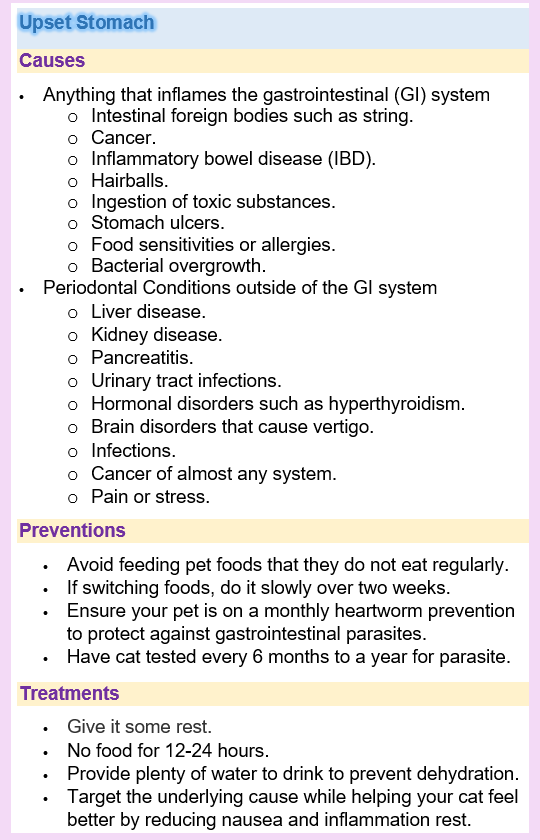 Upset Stomach
Causes
• Anything that inflames the gastrointestinal (GI) system
o Intestinal foreign bodies such as string.
o Cancer.
o Inflammatory bowel disease (IBD).
o Hairballs.
o Ingestion of toxic substances.
o Stomach ulcers.
o Food sensitivities or allergies.
o Bacterial overgrowth.
• Periodontal Conditions outside of the GI system
o Liver disease.
o Kidney disease.
o Pancreatitis.
o Urinary tract infections.
o Hormonal disorders such as hyperthyroidism.
o Brain disorders that cause vertigo.
o Infections.
o Cancer of almost any system.
o Pain or stress.
Preventions
• Avoid feeding pet foods that they do not eat regularly.
• If switching foods, do it slowly over two weeks.
• Ensure your pet is on a monthly heartworm prevention
to protect against gastrointestinal parasites.
• Have cat tested every 6 months to a year for parasite.
Treatments
• Give it some rest.
• No food for 12-24 hours.
• Provide plenty of water to drink to prevent dehydration.
• Target the underlying cause while helping your cat feel
better by reducing nausea and inflammation rest.